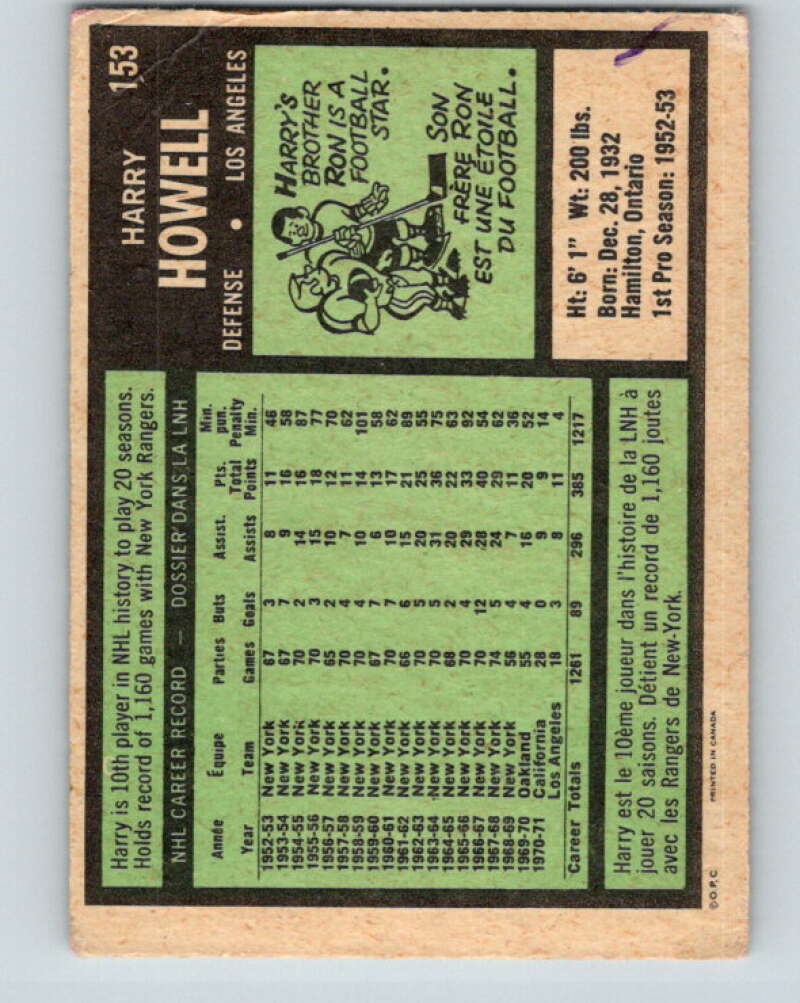 153
HARRY
HOWELL
DEFENSE • LOS ANGELES
Harry is 10th player in NHL history to play 20 seasons.
Holds record of 1,160 games with New York Rangers.
NHL CAREER RECORD — DOSSIER DANS LA LNH
Année Équipe Parties Buts Assist. Pts. Min. pun.
Year Team Games Goals Assists Total Points Penalty Min.
1952-53 New York 67 3 8 11 46
1953-54 New York 67 7 9 16 58
1954-55 New York 70 2 14 16 87
1955-56 New York 70 3 15 18 77
1956-57 New York 65 2 10 12 70
1957-58 New York 70 4 7 11 62
1958-59 New York 70 4 10 14 101
1959-60 New York 67 7 6 13 58
1960-61 New York 70 7 10 17 62
1961-62 New York 66 6 15 21 89
1962-63 New York 70 5 20 25 55
1963-64 New York 70 5 31 36 75
1964-65 New York 68 2 20 22 63
1965-66 New York 70 4 29 33 92
1966-67 New York 70 12 28 40 54
1967-68 New York 74 5 24 29 62
1968-69 New York 56 4 7 11 36
1969-70 Oakland 55 4 16 20 52
1970-71 California 28 0 9 9 14
Los Angeles 18 3 8 11 4
Career Totals 1261 89 296 385 1217
Harry est le 10ème joueur dans l'histoire de la LNH à
jouer 20 saisons. Détient un record de 1,160 joutes
avec les Rangers de New-York.
HARRY'S
BROTHER
RON IS A
FOOTBALL
STAR.
SON
FRÈRE RON
EST UNE ÉTOILE
DU FOOTBALL.
Ht: 6' 1" Wt: 200 lbs.
Born: Dec. 28, 1932
Hamilton, Ontario
1st Pro Season: 1952-53
©O.P.C. PRINTED IN CANADA